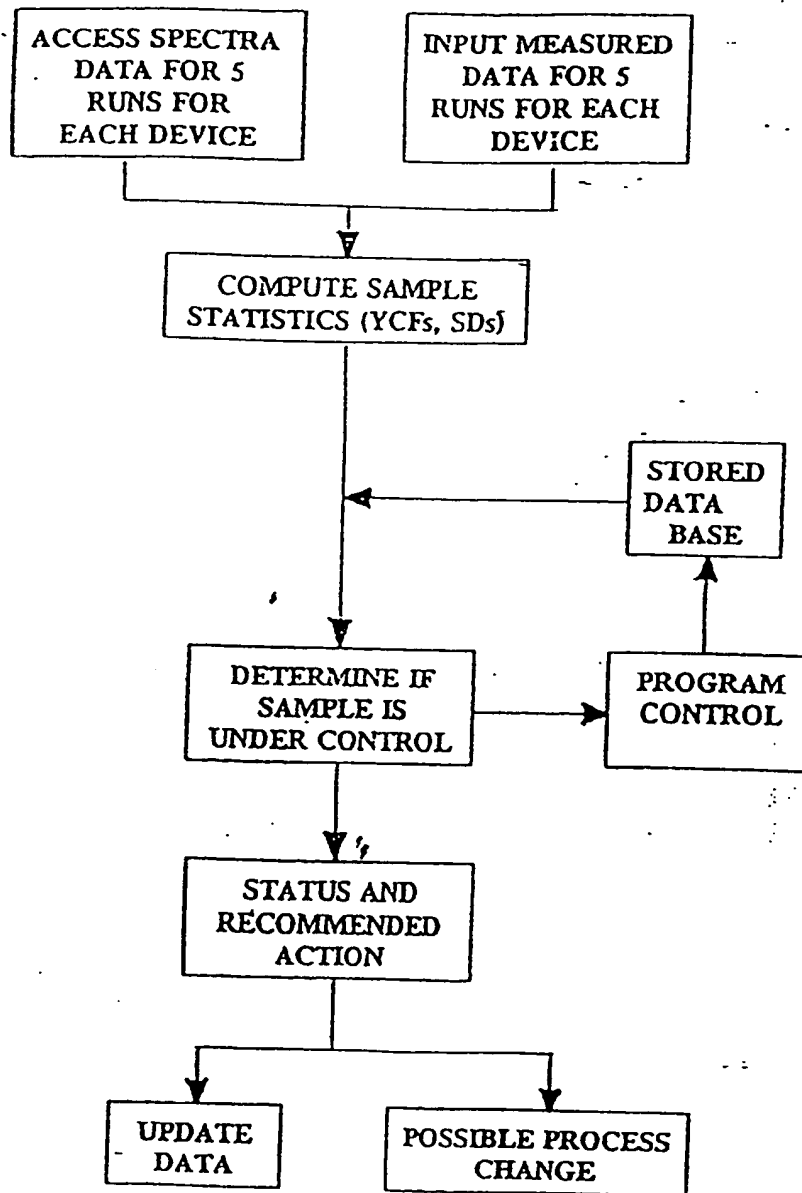 ACCESS SPECTRA
DATA FOR 5
RUNS FOR
EACH DEVICE
INPUT MEASURED
DATA FOR 5
RUNS FOR EACH
DEVICE
COMPUTE SAMPLE
STATISTICS (YCFs, SDs)
STORED
DATA
BASE
DETERMINE IF
SAMPLE IS
UNDER CONTROL
PROGRAM
CONTROL
STATUS AND
RECOMMENDED
ACTION
UPDATE
DATA
POSSIBLE PROCESS
CHANGE